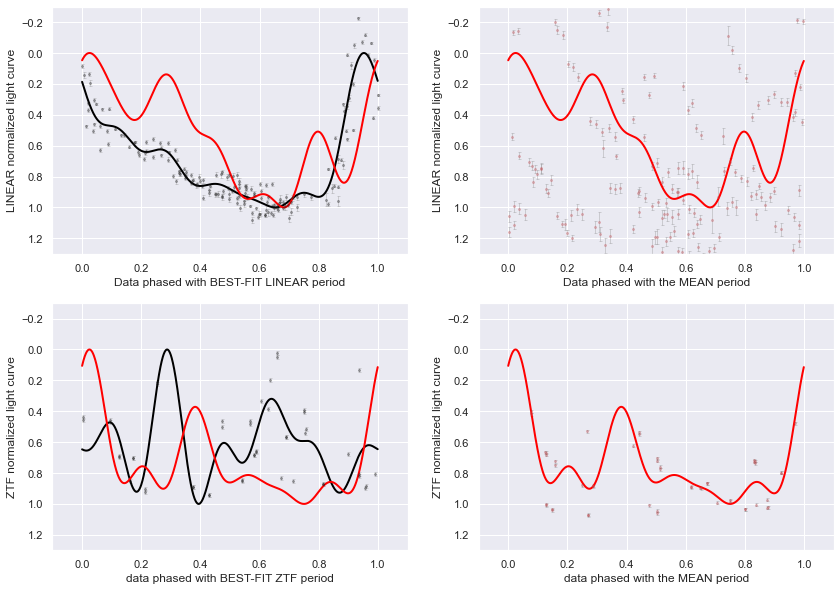 −0.2
0.0
0.2
0.4
0.6
0.8
1.0
1.2
LINEAR normalized light curve
0.0 0.2 0.4 0.6 0.8 1.0
Data phased with BEST-FIT LINEAR period
−0.2
0.0
0.2
0.4
0.6
0.8
1.0
1.2
LINEAR normalized light curve
0.0 0.2 0.4 0.6 0.8 1.0
Data phased with the MEAN period
−0.2
0.0
0.2
0.4
0.6
0.8
1.0
1.2
ZTF normalized light curve
0.0 0.2 0.4 0.6 0.8 1.0
data phased with BEST-FIT ZTF period
−0.2
0.0
0.2
0.4
0.6
0.8
1.0
1.2
ZTF normalized light curve
0.0 0.2 0.4 0.6 0.8 1.0
data phased with the MEAN period